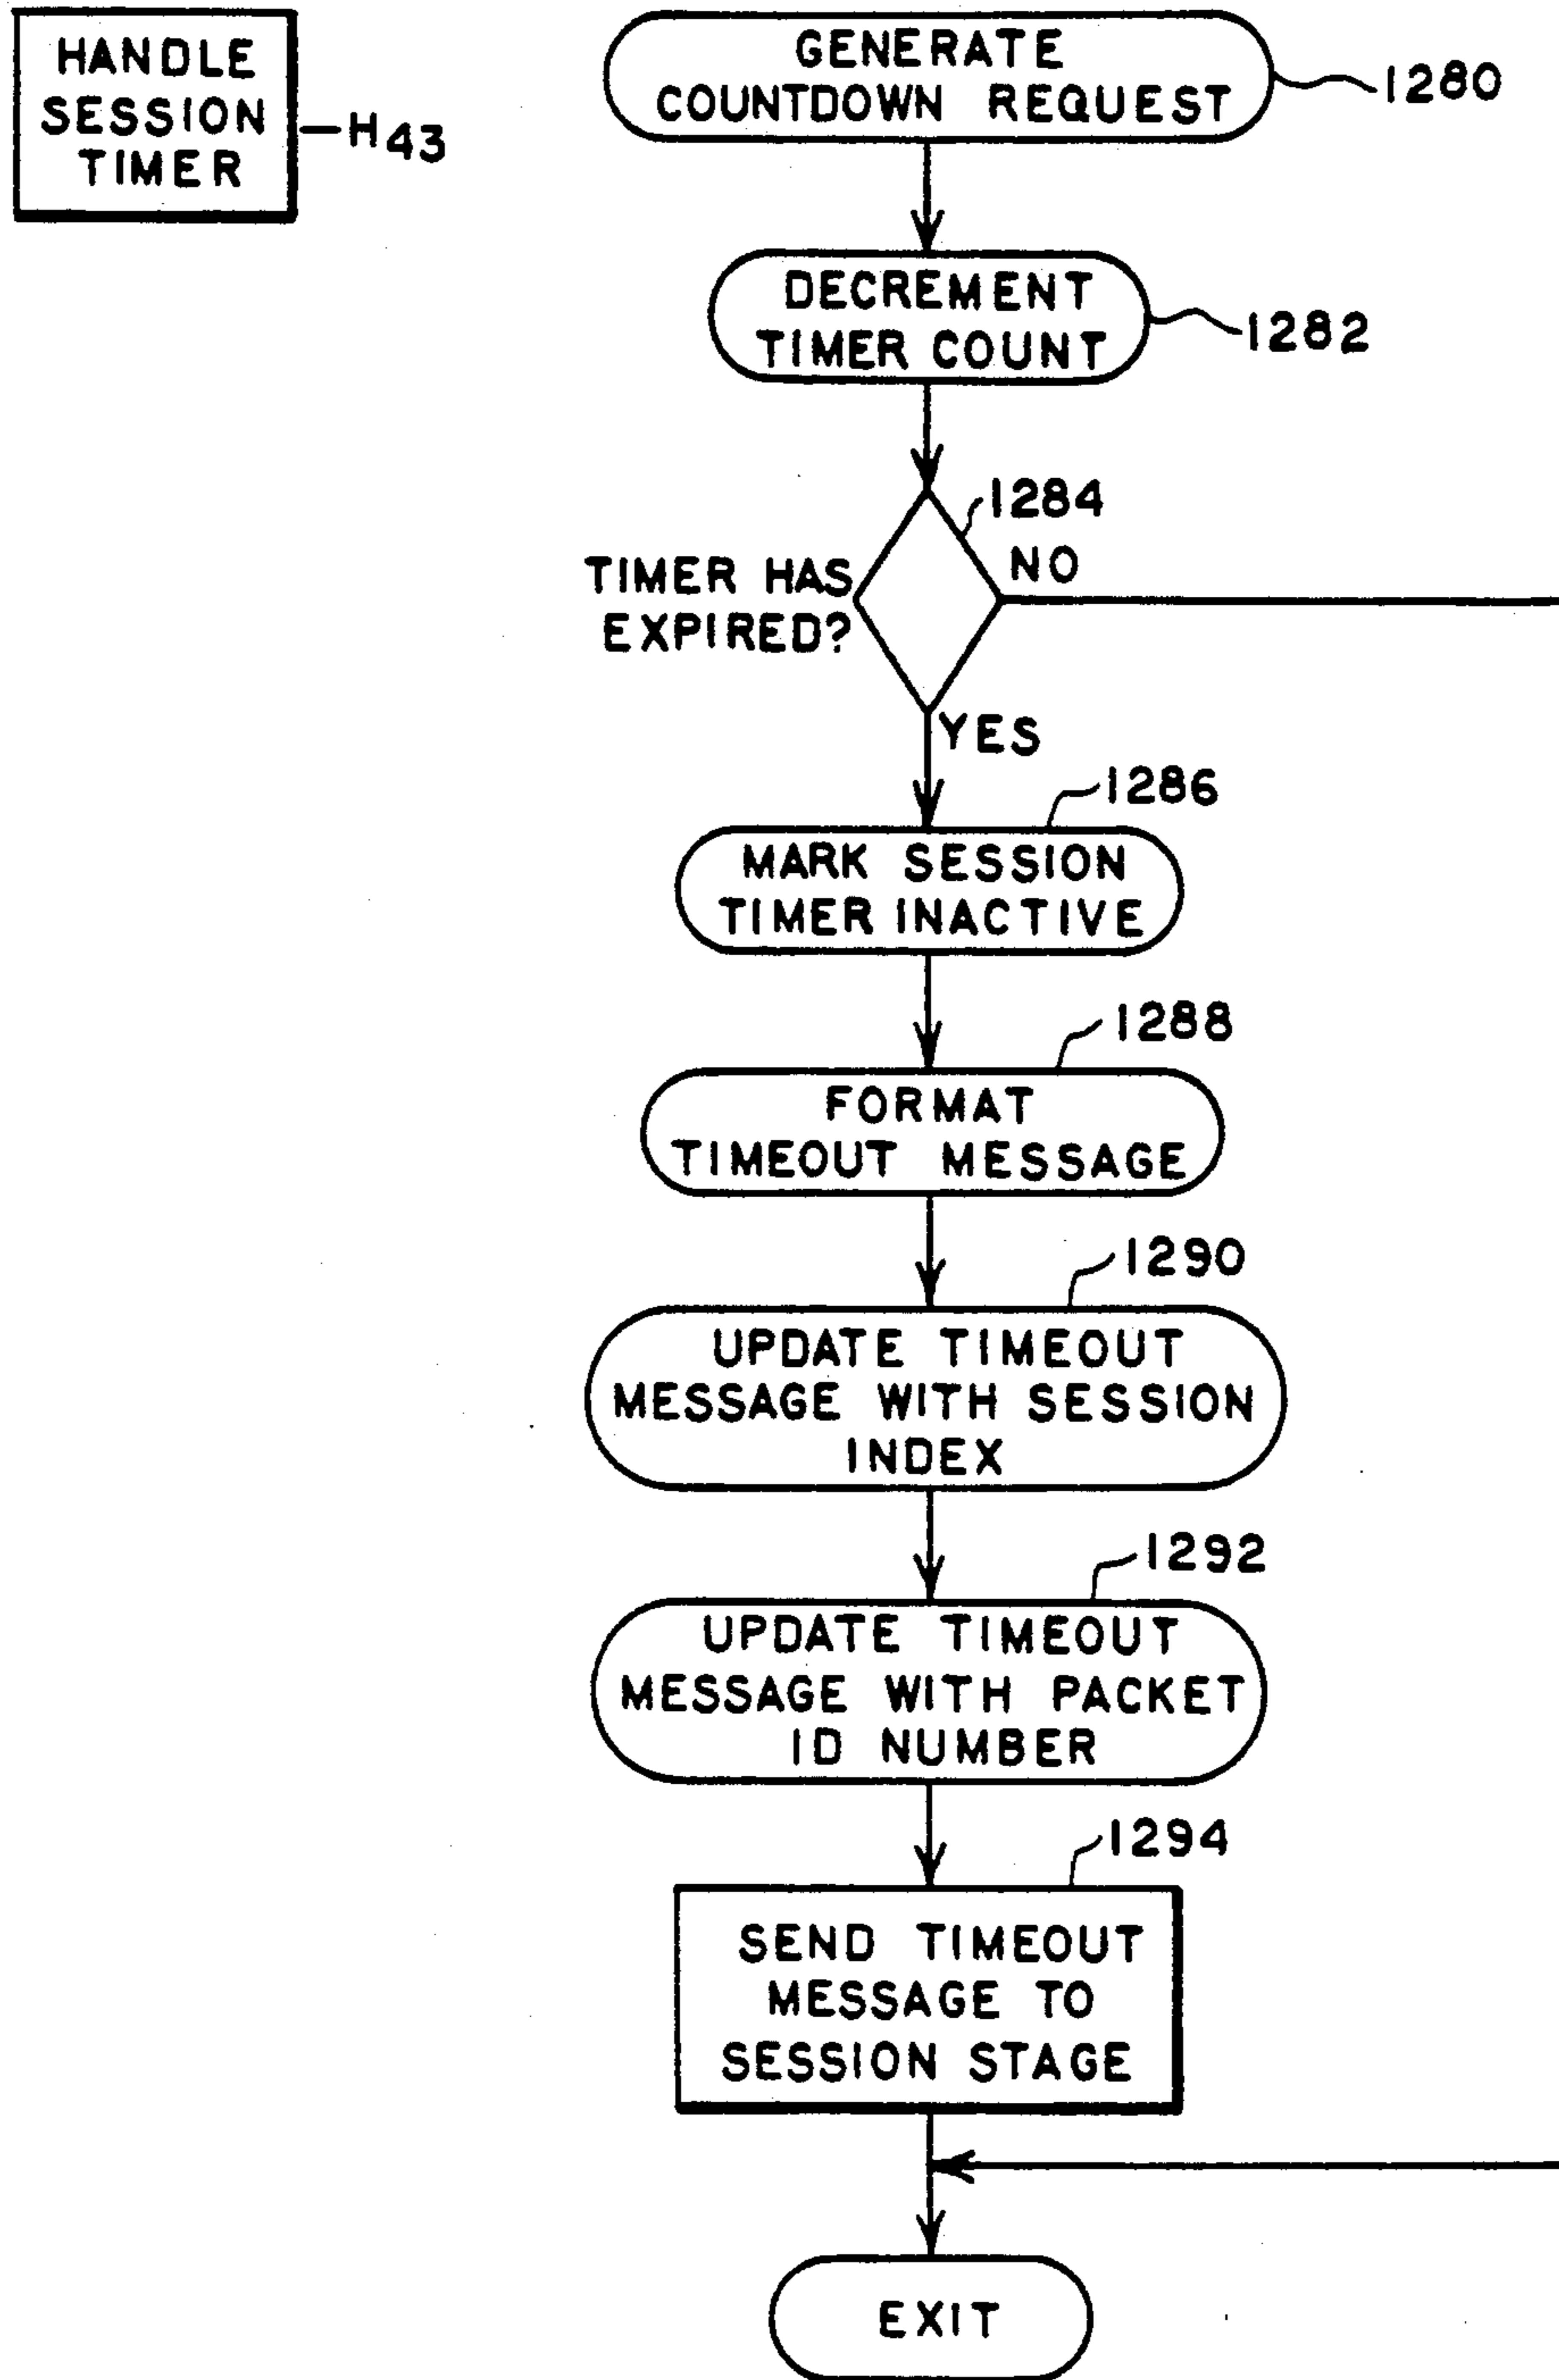 HANDLE
SESSION
TIMER
H43
GENERATE
COUNTDOWN REQUEST
1280
DECREMENT
TIMER COUNT
1282
1284
NO
TIMER HAS
EXPIRED?
YES
1286
MARK SESSION
TIMER INACTIVE
1288
FORMAT
TIMEOUT MESSAGE
1290
UPDATE TIMEOUT
MESSAGE WITH SESSION
INDEX
1292
UPDATE TIMEOUT
MESSAGE WITH PACKET
ID NUMBER
1294
SEND TIMEOUT
MESSAGE TO
SESSION STAGE
EXIT